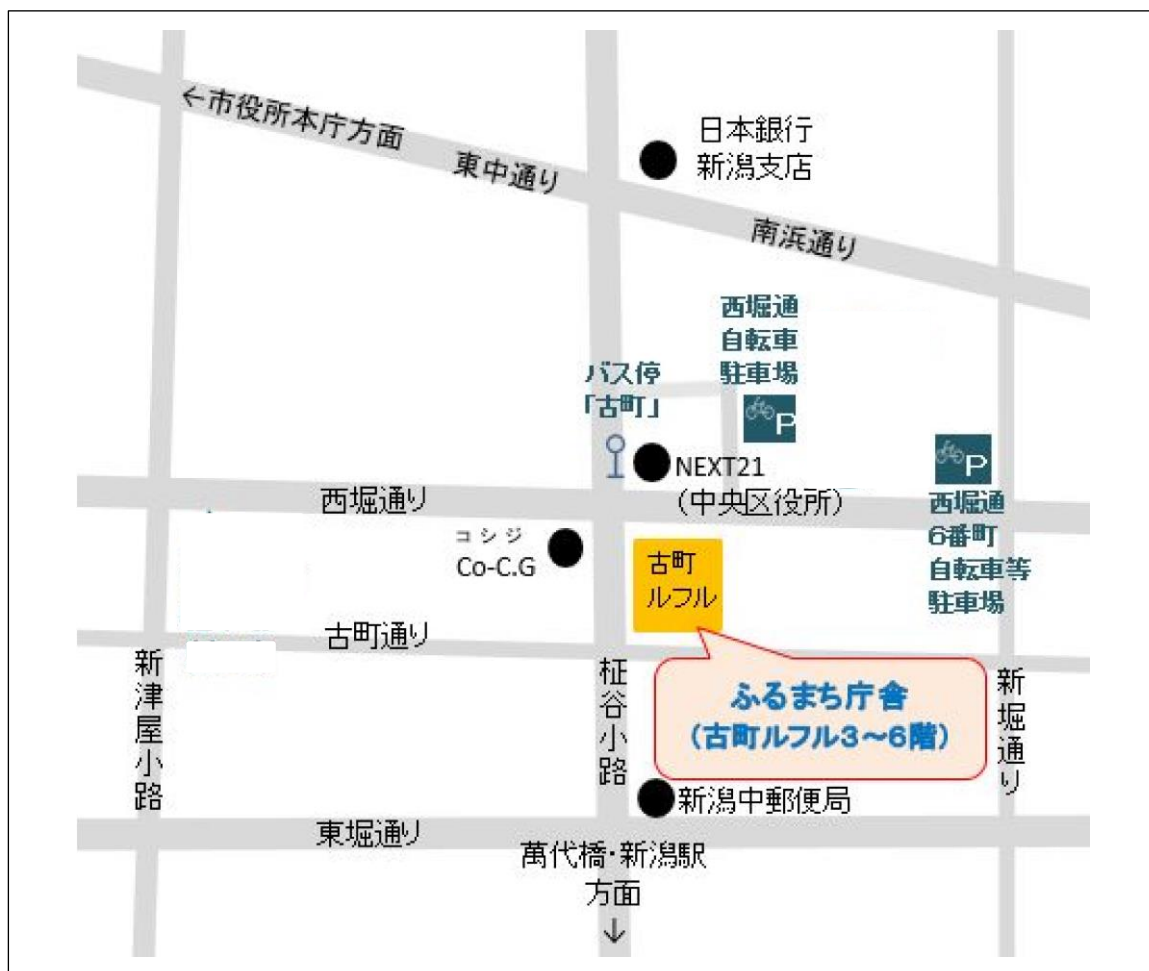 ←市役所本庁方面
東中通り
日本銀行
新潟支店
南浜通り
西堀通
自転車
駐車場
P
バス停
「古町」
NEXT21
(中央区役所)
西堀通り
P
西堀通
6番町
自転車等
駐車場
コシジ
Co-C.G
古町
ルフル
古町通り
ふるまち庁舎
(古町ルフル3~6階)
新津屋小路
柾谷小路
新堀通り
新潟中郵便局
東堀通り
萬代橋・新潟駅
方面
↓